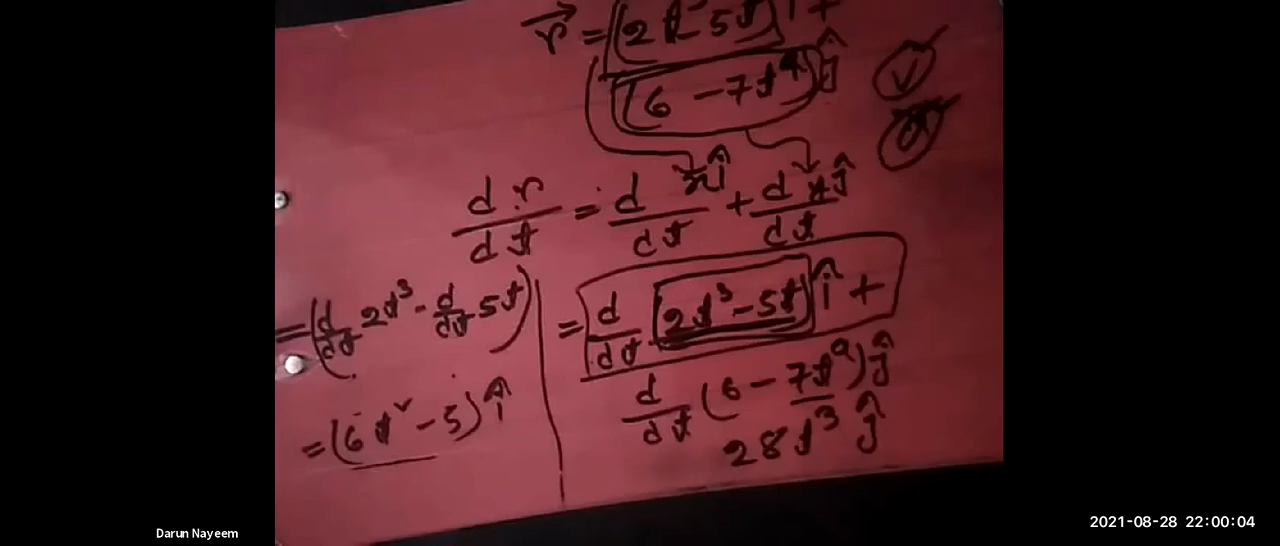 r⃗ = (2t³-5t) î +
(6 - 7t⁴) ĵ
v
a
dr/dt = d/dt xî + d/dt yĵ
= (d/dt 2t³ - d/dt 5t)
= (6t² - 5) î
= d/dt (2t³ - 5t) î +
d/dt (6 - 7t⁴) ĵ
28t³ ĵ
Darun Nayeem
2021-08-28 22:00:04